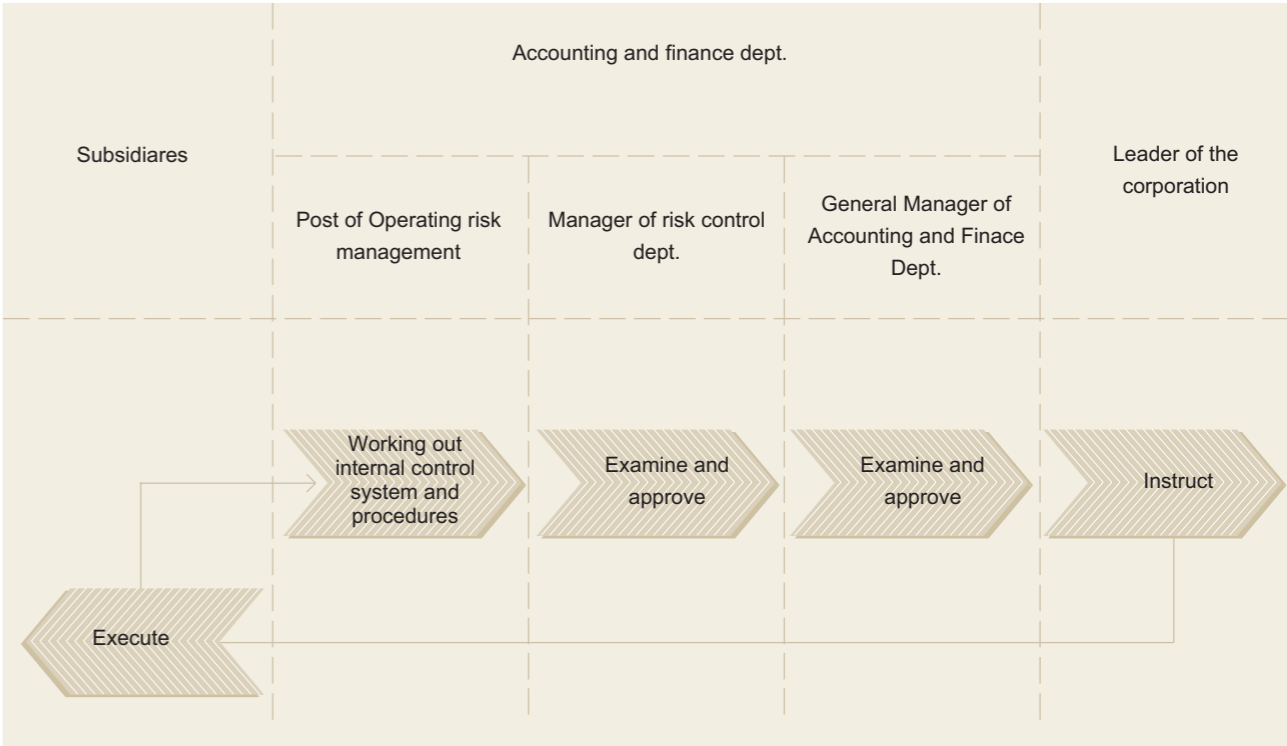 Accounting and finance dept.
Subsidiares
Leader of the
corporation
Post of Operating risk
management
Manager of risk control
dept.
General Manager of
Accounting and Finace
Dept.
Working out
internal control
system and
procedures
Examine and
approve
Examine and
approve
Instruct
Execute